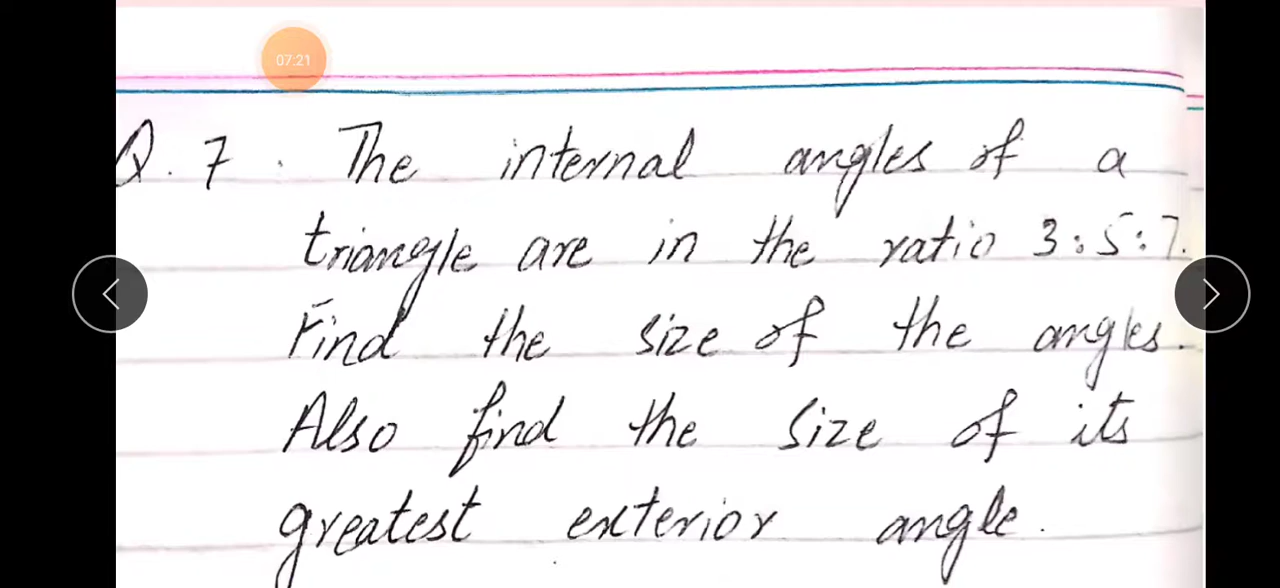 07:21
Q.7. The internal angles of a
triangle are in the ratio 3:5:7.
Find the size of the angles.
Also find the size of its
greatest exterior angle.